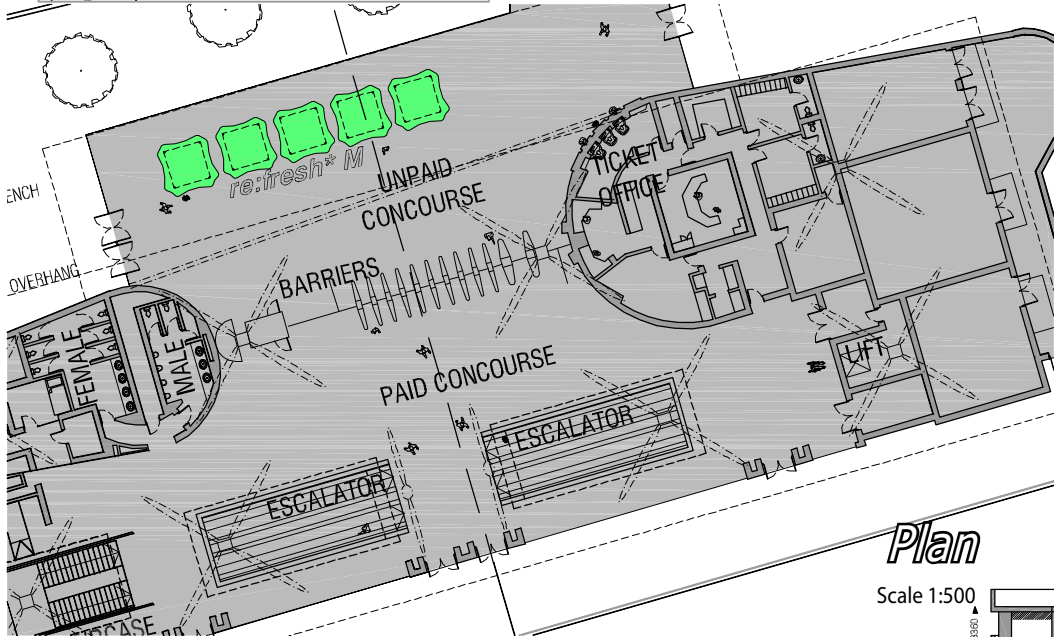 re:fresh* M
UNPAID
CONCOURSE
TICKET
OFFICE
ENCH
OVERHANG
BARRIERS
FEMALE
MALE
PAID CONCOURSE
LIFT
ESCALATOR
ESCALATOR
Plan
Scale 1:500
3360